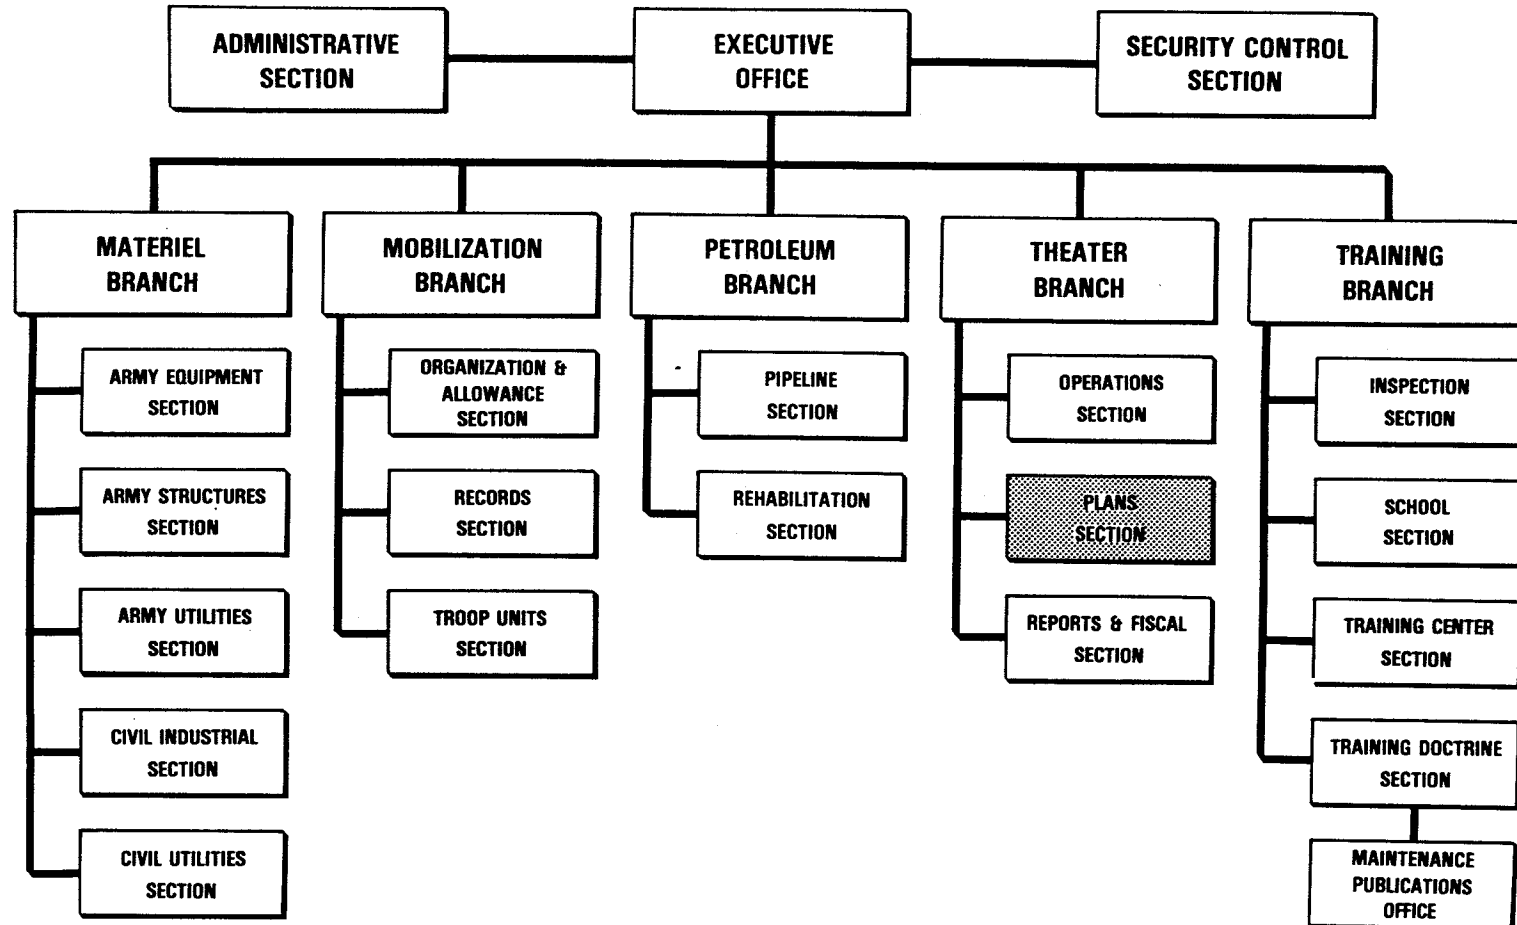 ADMINISTRATIVE
SECTION
EXECUTIVE
OFFICE
SECURITY CONTROL
SECTION
MATERIEL
BRANCH
MOBILIZATION
BRANCH
PETROLEUM
BRANCH
THEATER
BRANCH
TRAINING
BRANCH
ARMY EQUIPMENT
SECTION
ARMY STRUCTURES
SECTION
ARMY UTILITIES
SECTION
CIVIL INDUSTRIAL
SECTION
CIVIL UTILITIES
SECTION
ORGANIZATION &
ALLOWANCE
SECTION
RECORDS
SECTION
TROOP UNITS
SECTION
PIPELINE
SECTION
REHABILITATION
SECTION
OPERATIONS
SECTION
PLANS
SECTION
REPORTS & FISCAL
SECTION
INSPECTION
SECTION
SCHOOL
SECTION
TRAINING CENTER
SECTION
TRAINING DOCTRINE
SECTION
MAINTENANCE
PUBLICATIONS
OFFICE